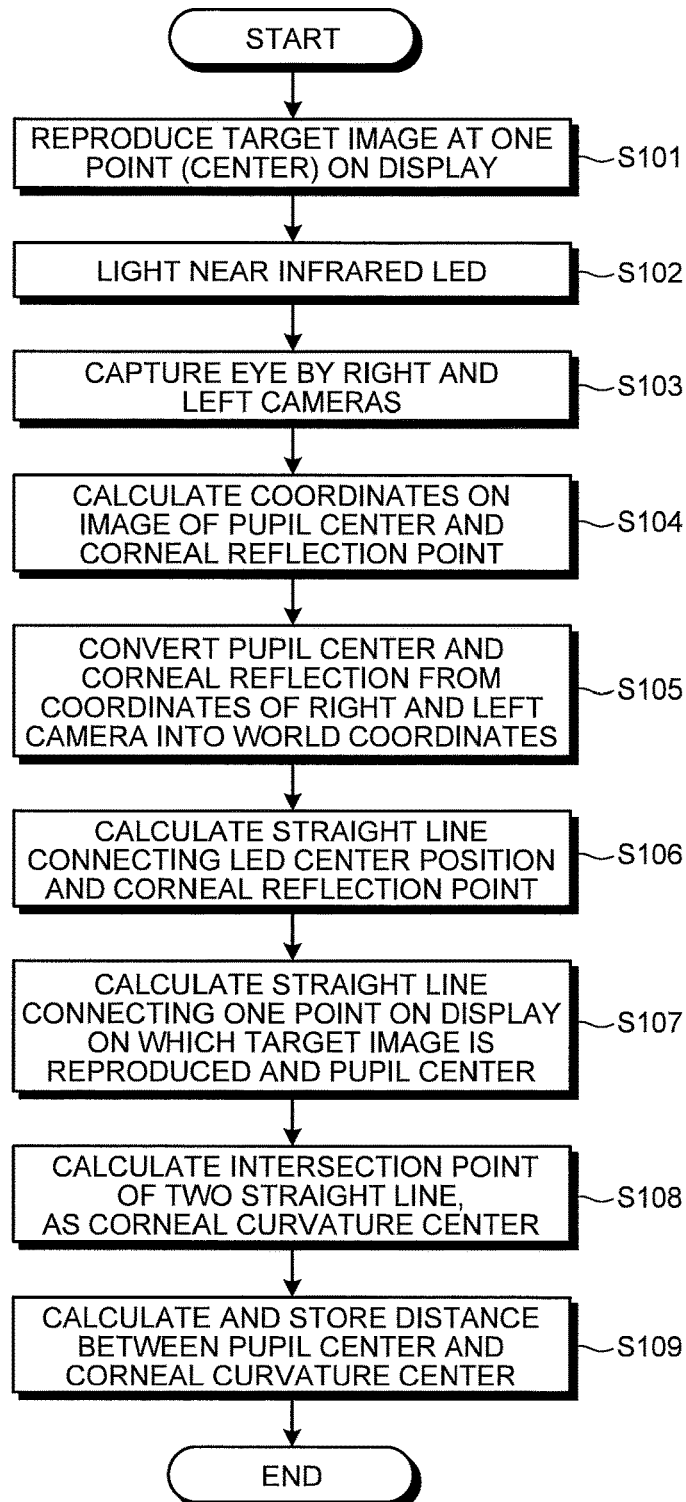 START
REPRODUCE TARGET IMAGE AT ONE
POINT (CENTER) ON DISPLAY
S101
LIGHT NEAR INFRARED LED
S102
CAPTURE EYE BY RIGHT AND
LEFT CAMERAS
S103
CALCULATE COORDINATES ON
IMAGE OF PUPIL CENTER AND
CORNEAL REFLECTION POINT
S104
CONVERT PUPIL CENTER AND
CORNEAL REFLECTION FROM
COORDINATES OF RIGHT AND LEFT
CAMERA INTO WORLD COORDINATES
S105
CALCULATE STRAIGHT LINE
CONNECTING LED CENTER POSITION
AND CORNEAL REFLECTION POINT
S106
CALCULATE STRAIGHT LINE
CONNECTING ONE POINT ON DISPLAY
ON WHICH TARGET IMAGE IS
REPRODUCED AND PUPIL CENTER
S107
CALCULATE INTERSECTION POINT
OF TWO STRAIGHT LINE,
AS CORNEAL CURVATURE CENTER
S108
CALCULATE AND STORE DISTANCE
BETWEEN PUPIL CENTER AND
CORNEAL CURVATURE CENTER
S109
END